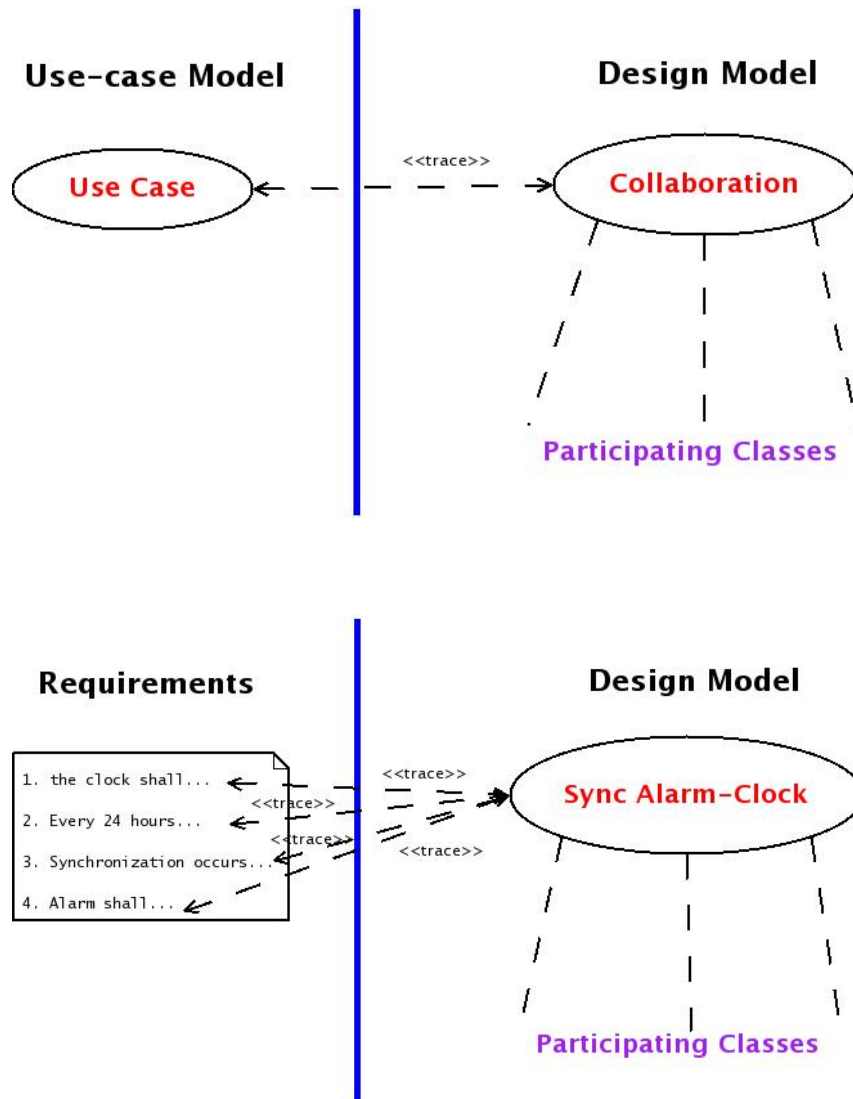 Use-case Model
Design Model
<<trace>>
Use Case
Collaboration
Participating Classes
Requirements
Design Model
1. the clock shall...
<<trace>>
Sync Alarm-Clock
<<trace>>
2. Every 24 hours...
<<trace>>
<<trace>>
3. Synchronization occurs...
4. Alarm shall...
Participating Classes